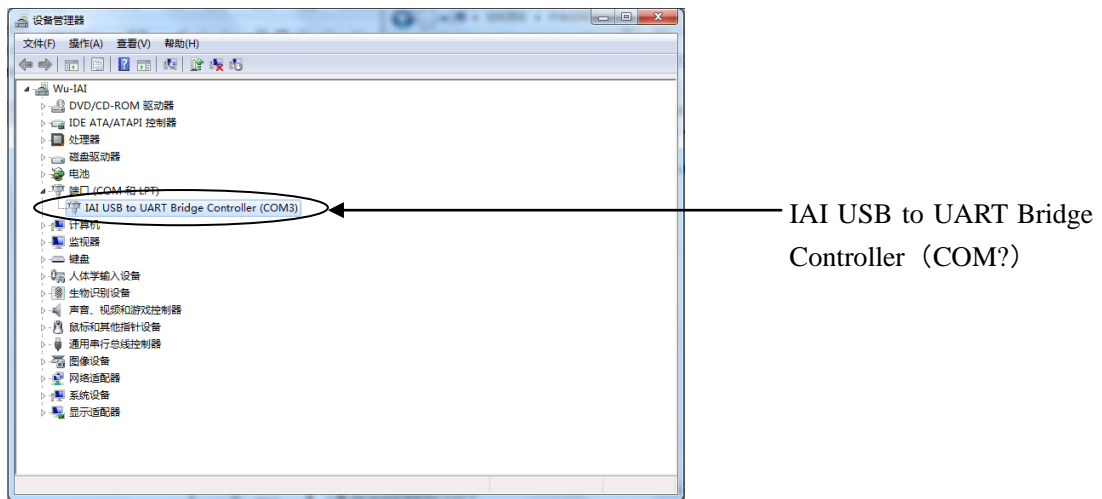 设备管理器
文件(F) 操作(A) 查看(V) 帮助(H)
Wu-IAI
DVD/CD-ROM 驱动器
IDE ATA/ATAPI 控制器
处理器
磁盘驱动器
电池
端口 (COM 和 LPT)
IAI USB to UART Bridge Controller (COM3)
计算机
监视器
键盘
人体学输入设备
生物识别设备
声音、视频和游戏控制器
鼠标和其他指针设备
通用串行总线控制器
图像设备
网络适配器
系统设备
显示适配器
IAI USB to UART Bridge
Controller（COM?）